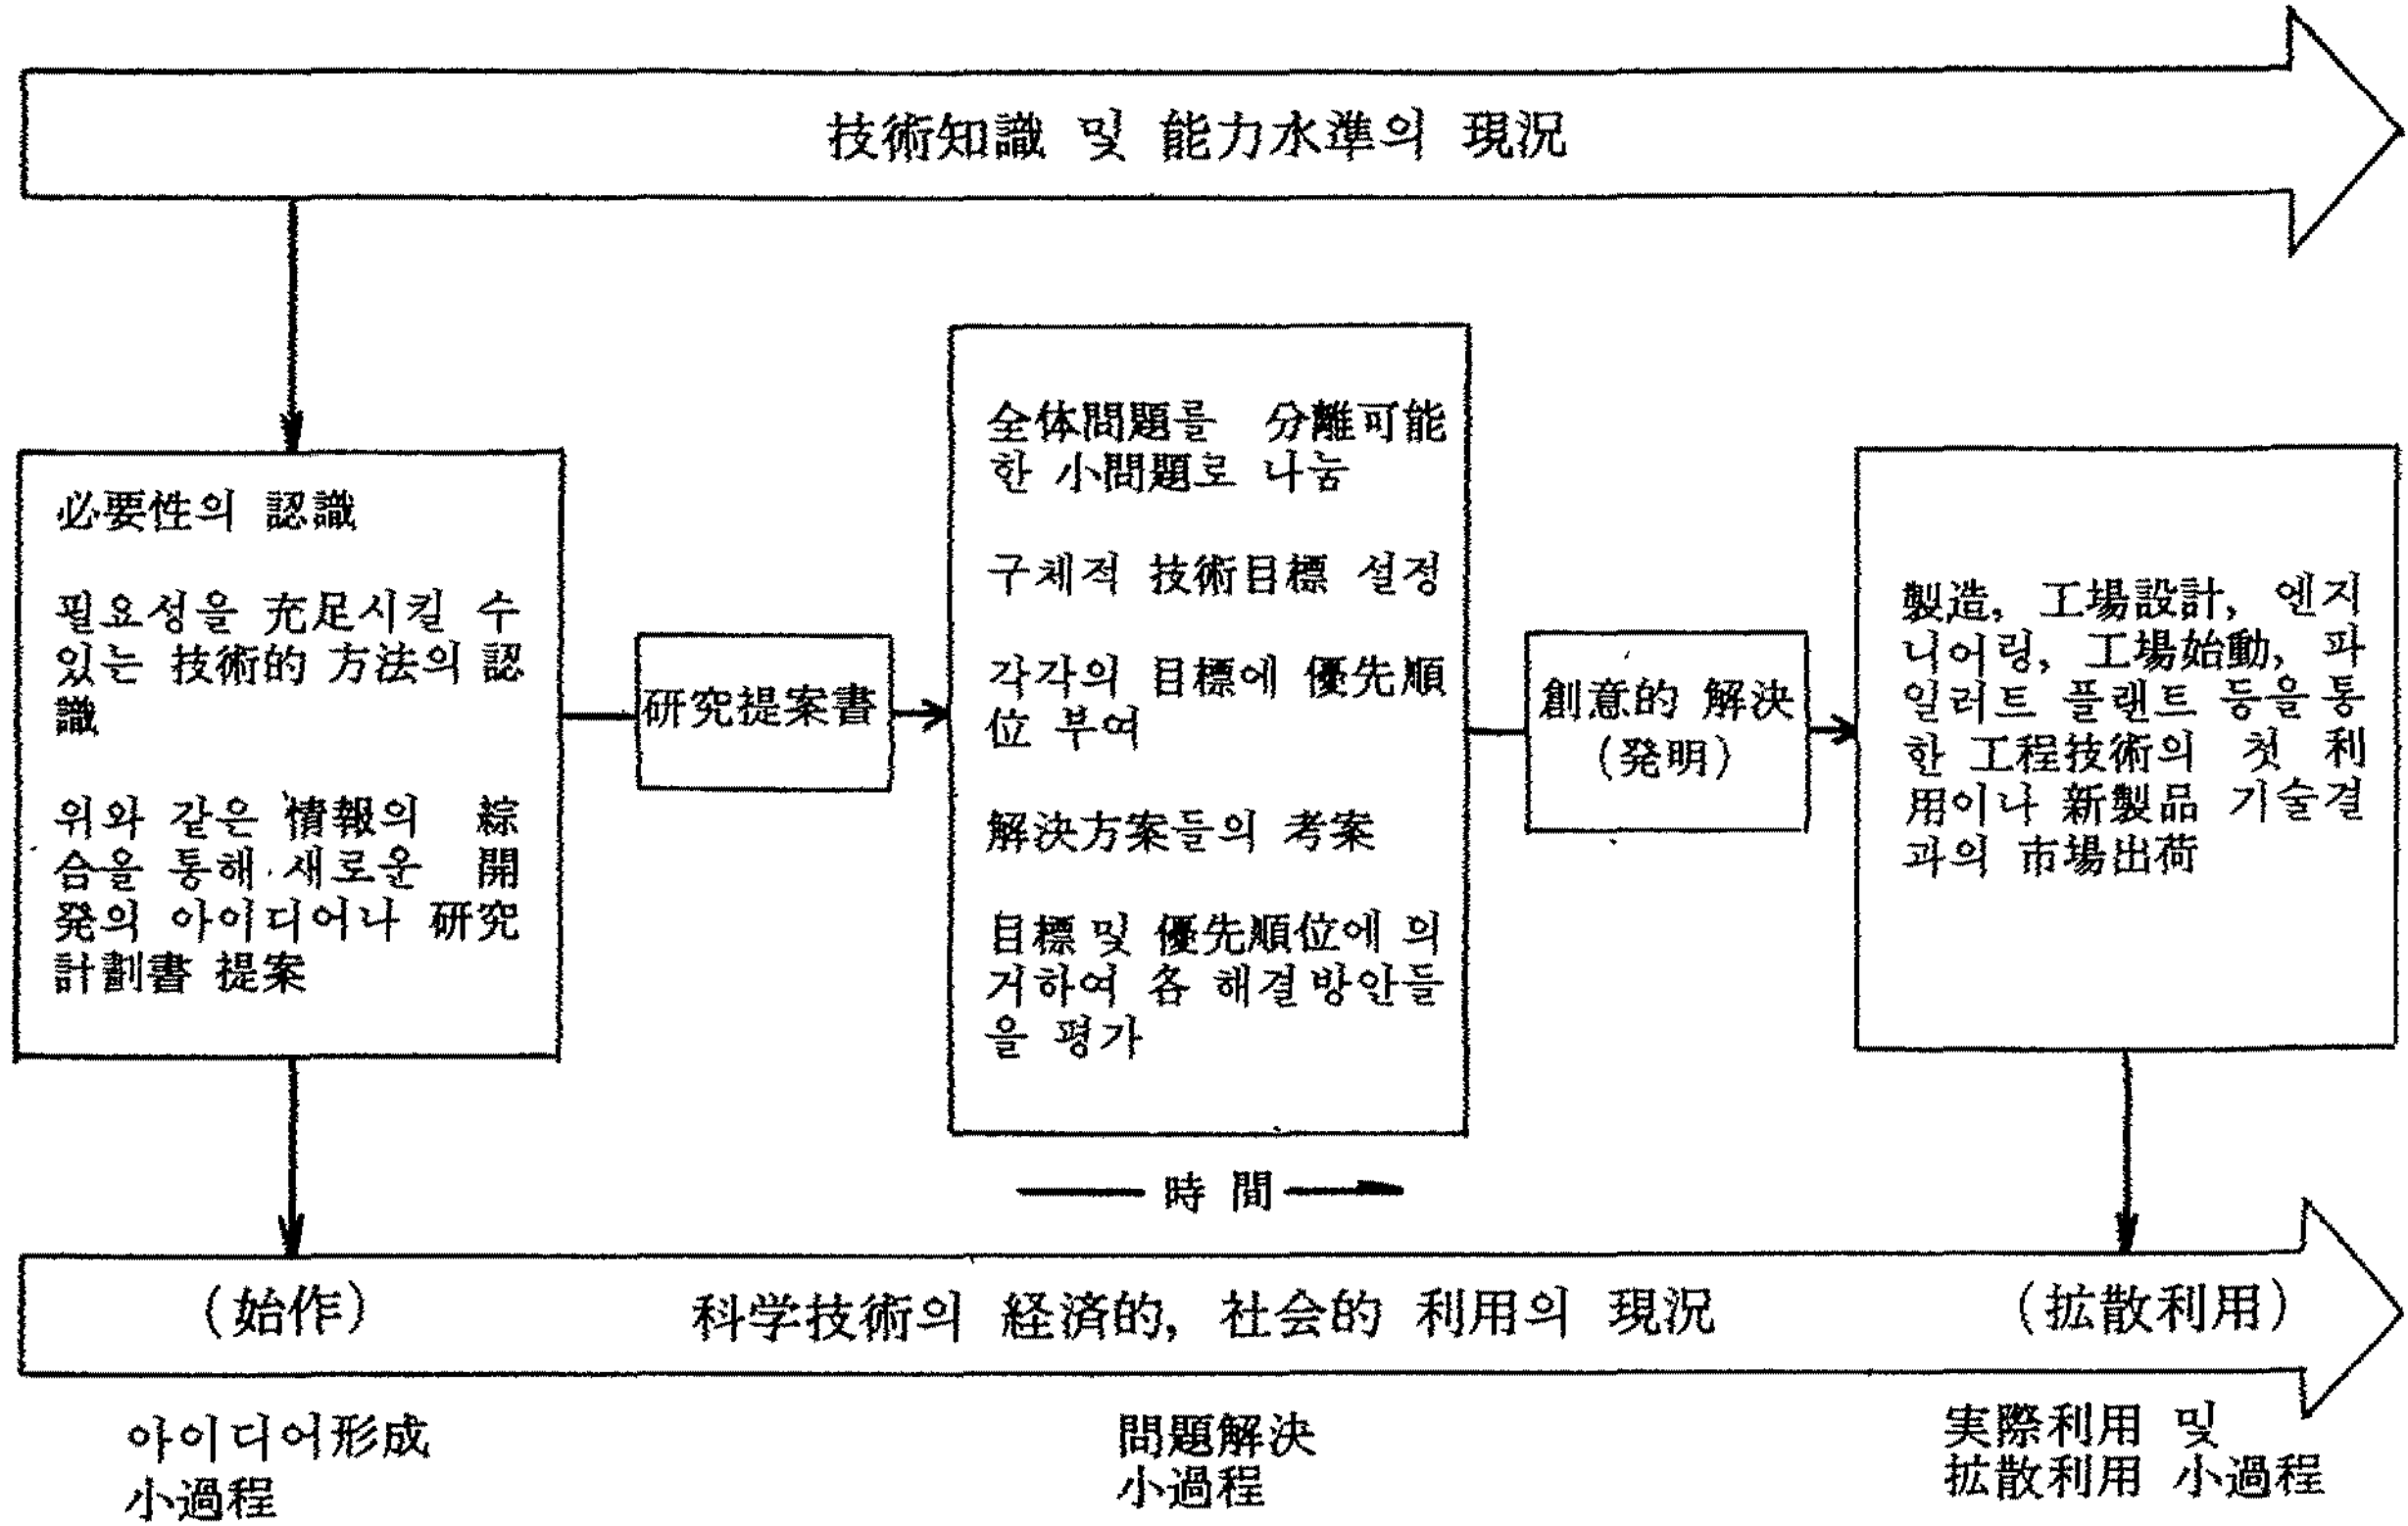 技術知識 및 能力水準의 現況
必要性의 認識
필요성을 充足시킬 수
있는 技術的 方法의 認
識
위와 같은 情報의 綜
合을 통해 새로운 開
発의 아이디어나 研究
計劃書 提案
研究提案書
全体問題를 分離可能
한 小問題로 나눔
구체적 技術目標 설정
각각의 目標에 優先順
位 부여
解決方案들의 考案
目標 및 優先順位에 의
거하여 各 해결방안들
을 평가
創意的 解決
(発明)
製造, 工場設計, 엔지
니어링, 工場始動, 파
일러트 플랜트 등을 통
한 工程技術의 첫 利
用이나 新製品 기술결
과의 市場出荷
時間
(始作)
科学技術의 経済的, 社会的 利用의 現況
(拡散利用)
아이디어形成
小過程
問題解決
小過程
実際利用 및
拡散利用 小過程